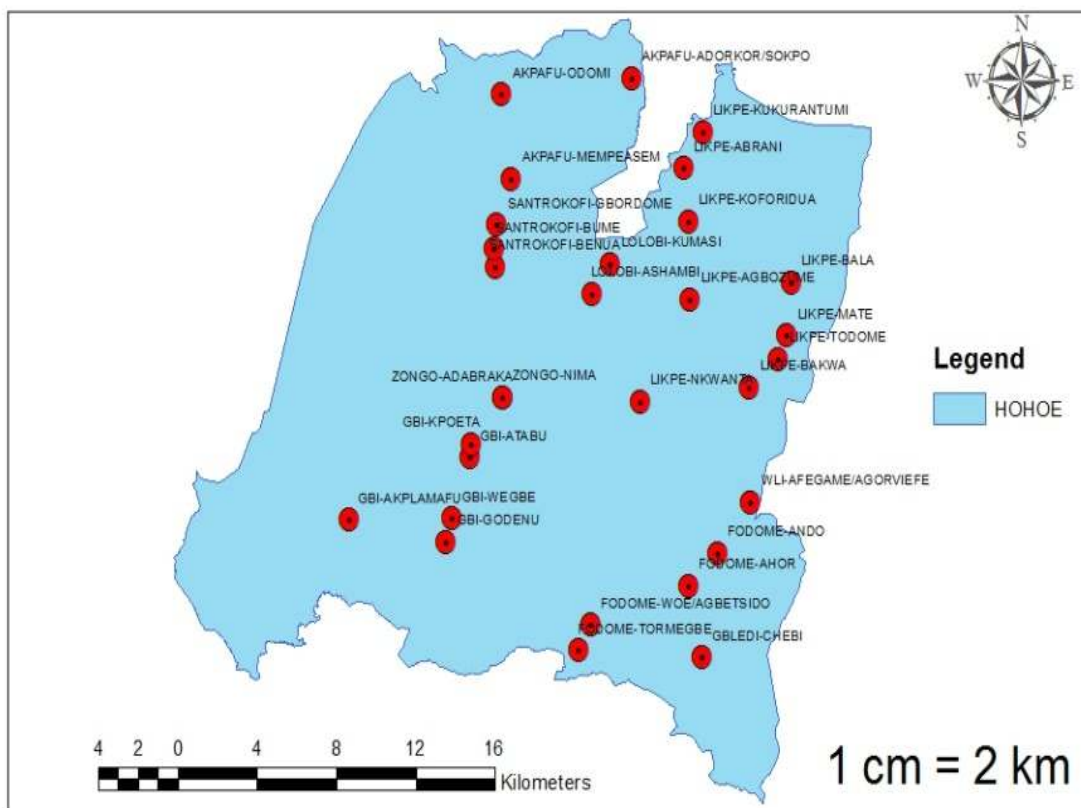 N
W E
S
AKPAFU-ADORKOR/SOKPO
AKPAFU-ODOMI
LIKPE-KUKURANTUMI
LIKPE-ABRANI
AKPAFU-MEMPEASEM
SANTROKOFI-GBORDOME
LIKPE-KOFORIDUA
SANTROKOFI-BUME
LOLOBI-KUMASI
SANTROKOFI-BENUA
LIKPE-BALA
LOLOBI-ASHAMBI
LIKPE-AGBOZUME
LIKPE-MATE
LIKPE-TODOME
Legend
LIKPE-BAKWA
ZONGO-ADABRAKA
ZONGO-NIMA
LIKPE-NKWANTA
HOHOE
GBI-KPOETA
GBI-ATABU
WLI-AFEGAME/AGORVIEFE
GBI-AKPLAMAFU
GBI-WEGBE
GBI-GODENU
FODOME-ANDO
FODOME-AHOR
FODOME-WOE/AGBETSIDO
FODOME-TORMEGBE
GBLEDI-CHEBI
4 2 0 4 8 12 16
Kilometers
1 cm = 2 km